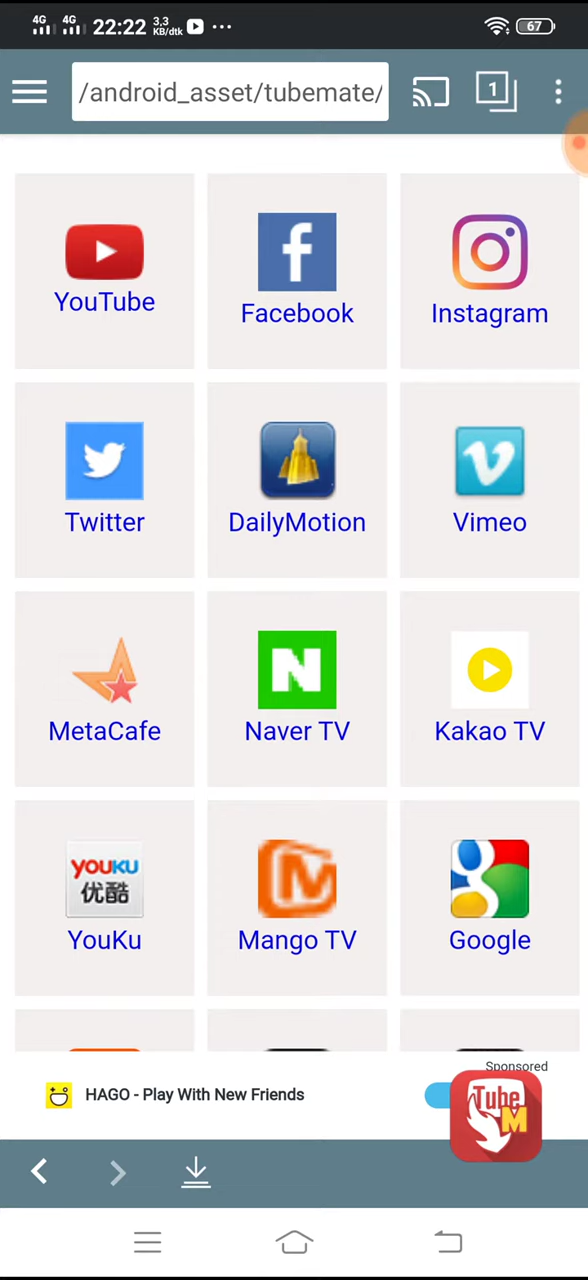 4G 4G 22:22 3,3 KB/dtk 67
/android_asset/tubemate/
1
YouTube
Facebook
Instagram
Twitter
DailyMotion
Vimeo
MetaCafe
Naver TV
Kakao TV
YOUKU
优酷
YouKu
Mango TV
Google
Sponsored
HAGO - Play With New Friends
Tube
M